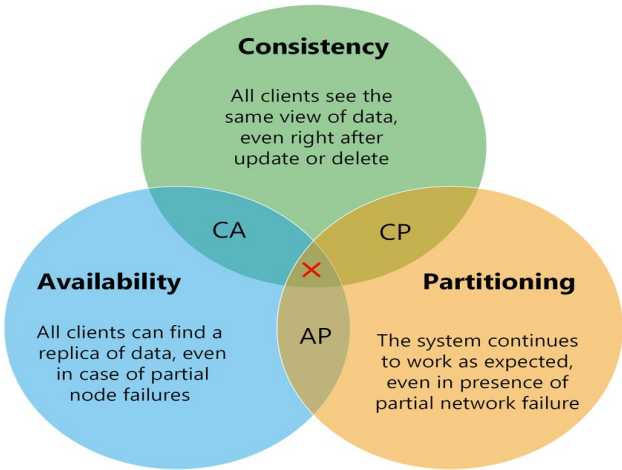 Consistency
All clients see the
same view of data,
even right after
update or delete
CA
CP
Availability
All clients can find a
replica of data, even
in case of partial
node failures
AP
Partitioning
The system continues
to work as expected,
even in presence of
partial network failure